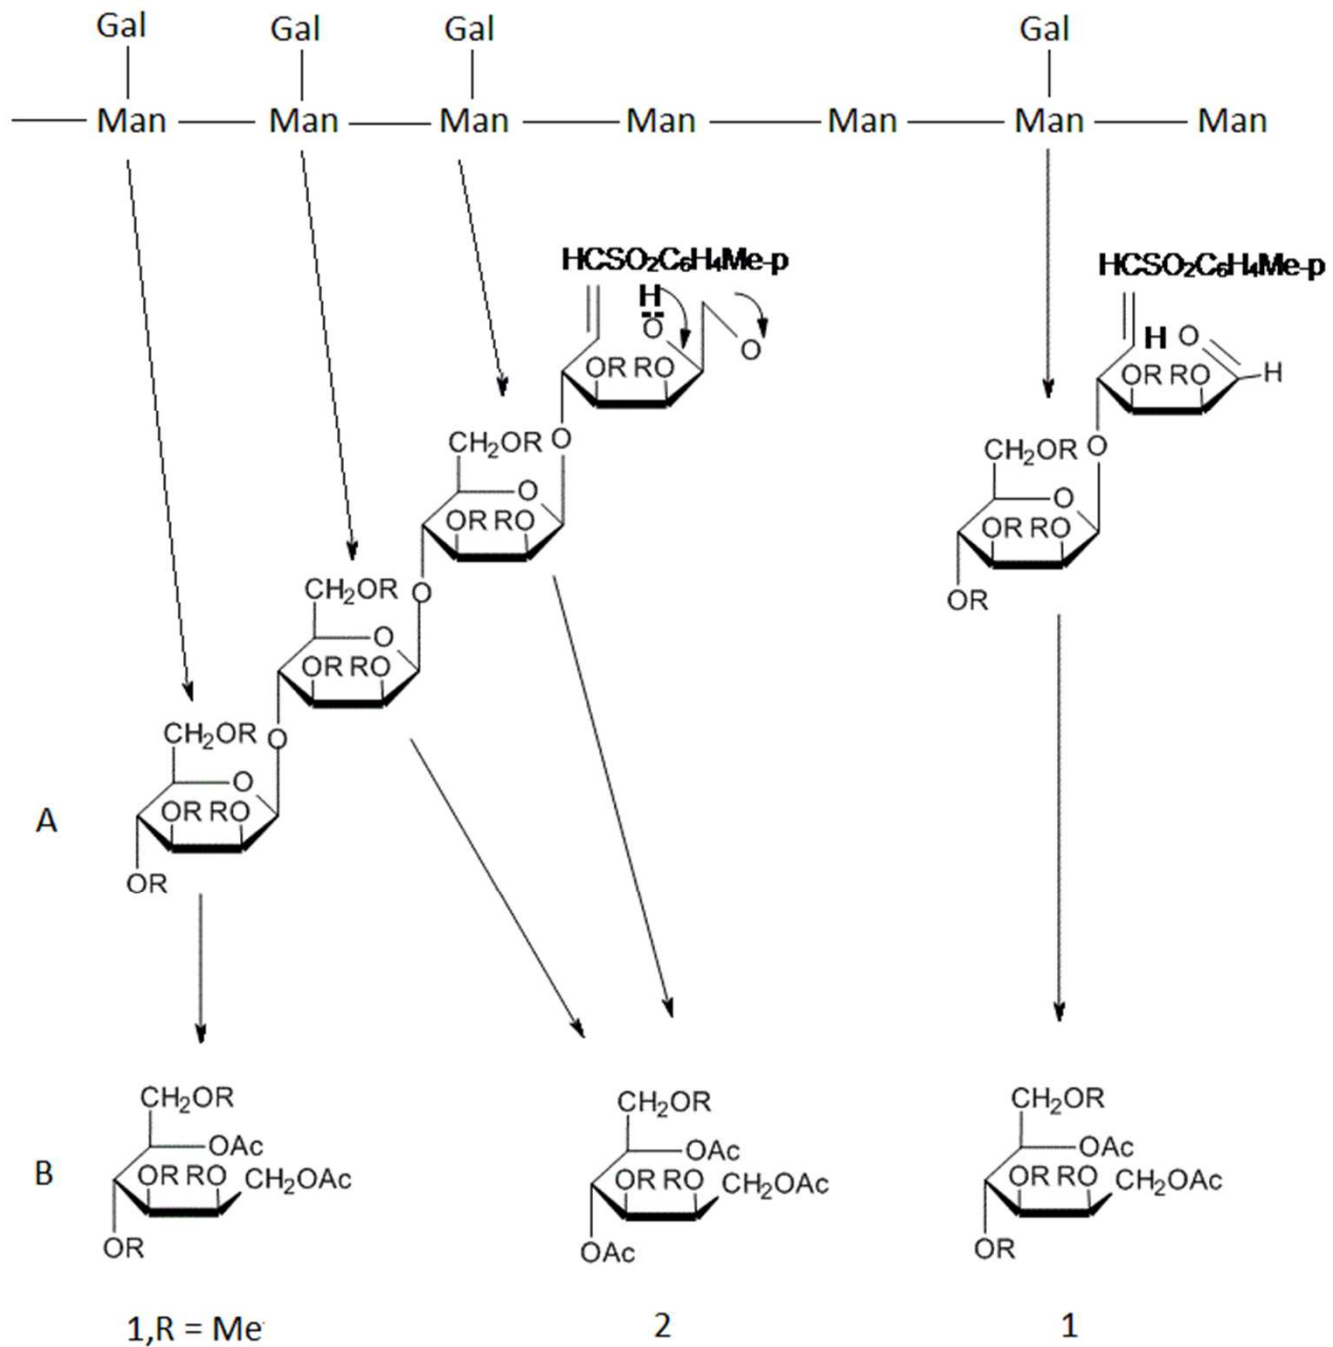 Gal Gal Gal Gal
Man Man Man Man Man Man Man
HCSO₂C₆H₄Me-p HCSO₂C₆H₄Me-p
H
O O
H O
H
OR RO
OR RO
CH₂OR O
CH₂OR O
O
O
OR RO
OR RO
CH₂OR O
OR
O
OR RO
CH₂OR O
O
A
OR RO
OR
CH₂OR CH₂OR CH₂OR
OAc OAc OAc
B OR RO CH₂OAc OR RO CH₂OAc OR RO CH₂OAc
OR OAc OR
1,R = Me 2 1